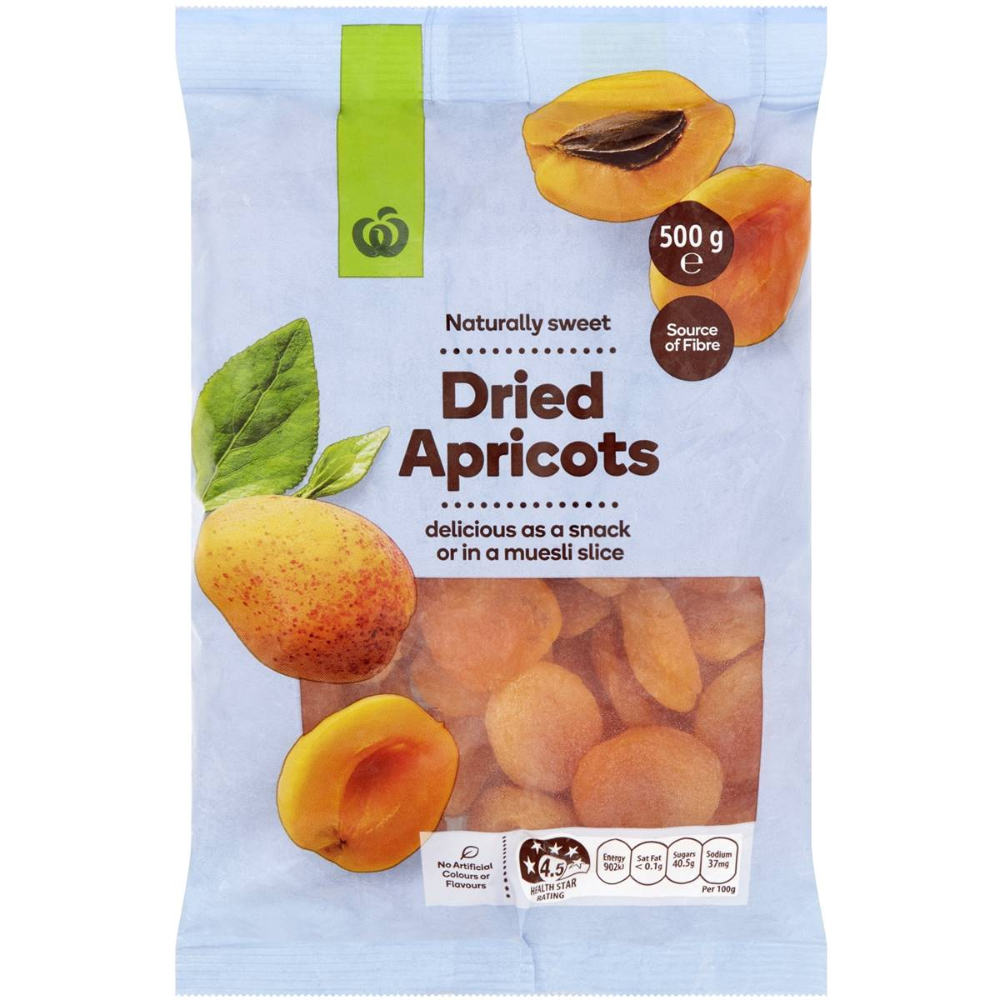 500 g
℮
Source
of Fibre
Naturally sweet
Dried
Apricots
delicious as a snack
or in a muesli slice
No Artificial
Colours or
Flavours
4.5
HEALTH STAR
RATING
Energy
902kJ
Sat Fat
< 0.1g
Sugars
40.5g
Sodium
37mg
Per 100g